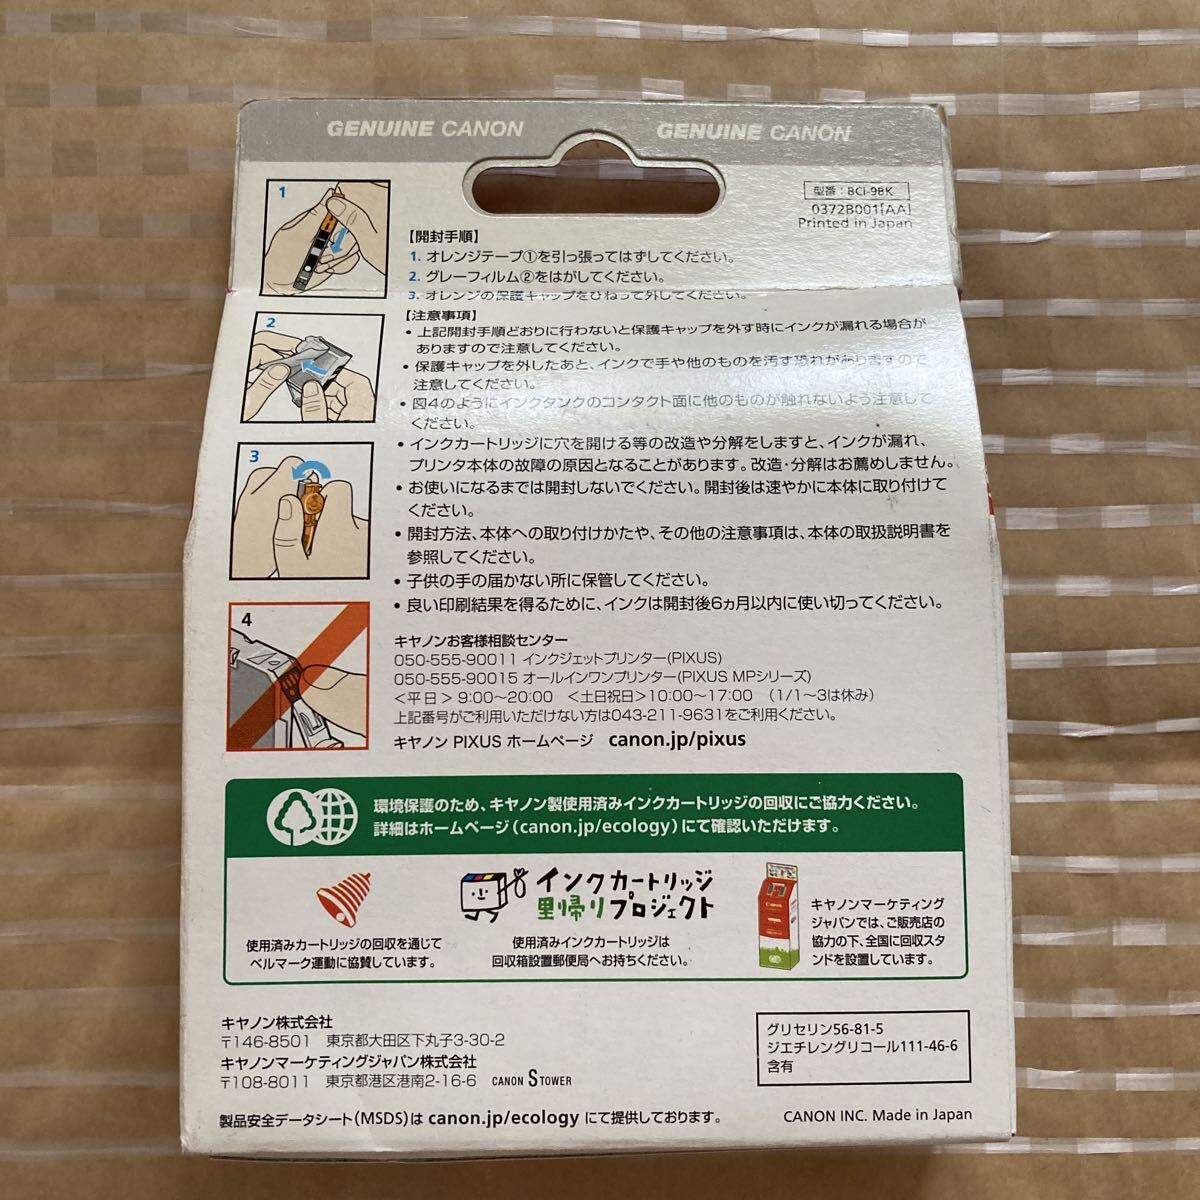 GENUINE CANON
GENUINE CANON
型番：BCI-9BK
0372B001[AA]
Printed in Japan
1
2
3
4
【開封手順】
1. オレンジテープ①を引っ張ってはずしてください。
2. グレーフィルム②をはがしてください。
3. オレンジの保護キャップをひねって外してください。
【注意事項】
• 上記開封手順どおりに行わないと保護キャップを外す時にインクが漏れる場合が
ありますので注意してください。
• 保護キャップを外したあと、インクで手や他のものを汚す恐れがありますので
注意してください。
• 図4のようにインクタンクのコンタクト面に他のものが触れないよう注意して
ください。
• インクカートリッジに穴を開ける等の改造や分解をしますと、インクが漏れ、
プリンタ本体の故障の原因となることがあります。改造・分解はお薦めしません。
• お使いになるまでは開封しないでください。開封後は速やかに本体に取り付けて
ください。
• 開封方法、本体への取り付けかたや、その他の注意事項は、本体の取扱説明書を
参照してください。
• 子供の手の届かない所に保管してください。
• 良い印刷結果を得るために、インクは開封後6ヵ月以内に使い切ってください。
キヤノンお客様相談センター
050-555-90011 インクジェットプリンター(PIXUS)
050-555-90015 オールインワンプリンター(PIXUS MPシリーズ)
＜平日＞9:00〜20:00 ＜土日祝日＞10:00〜17:00 （1/1〜3は休み）
上記番号がご利用いただけない方は043-211-9631をご利用ください。
キヤノン PIXUS ホームページ canon.jp/pixus
環境保護のため、キヤノン製使用済みインクカートリッジの回収にご協力ください。
詳細はホームページ（canon.jp/ecology）にて確認いただけます。
使用済みカートリッジの回収を通じて
ベルマーク運動に協賛しています。
インクカートリッジ
里帰りプロジェクト
使用済みインクカートリッジは
回収箱設置郵便局へお持ちください。
Canon
キヤノンマーケティング
ジャパンでは、ご販売店の
協力の下、全国に回収スタ
ンドを設置しています。
キヤノン株式会社
〒146-8501 東京都大田区下丸子3-30-2
キヤノンマーケティングジャパン株式会社
〒108-8011 東京都港区港南2-16-6 CANON S TOWER
グリセリン56-81-5
ジエチレングリコール111-46-6
含有
製品安全データシート（MSDS）は canon.jp/ecology にて提供しております。
CANON INC. Made in Japan